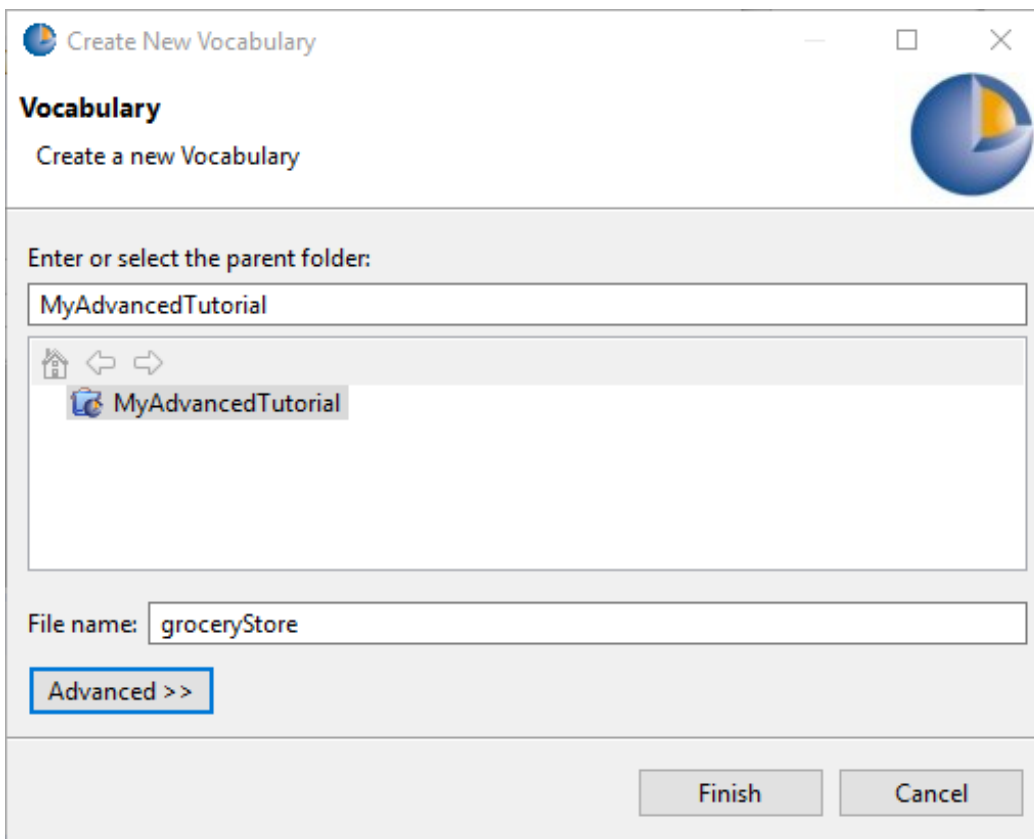 Create New Vocabulary
Vocabulary
Create a new Vocabulary
Enter or select the parent folder:
MyAdvancedTutorial
MyAdvancedTutorial
File name: groceryStore
Advanced >>
Finish Cancel